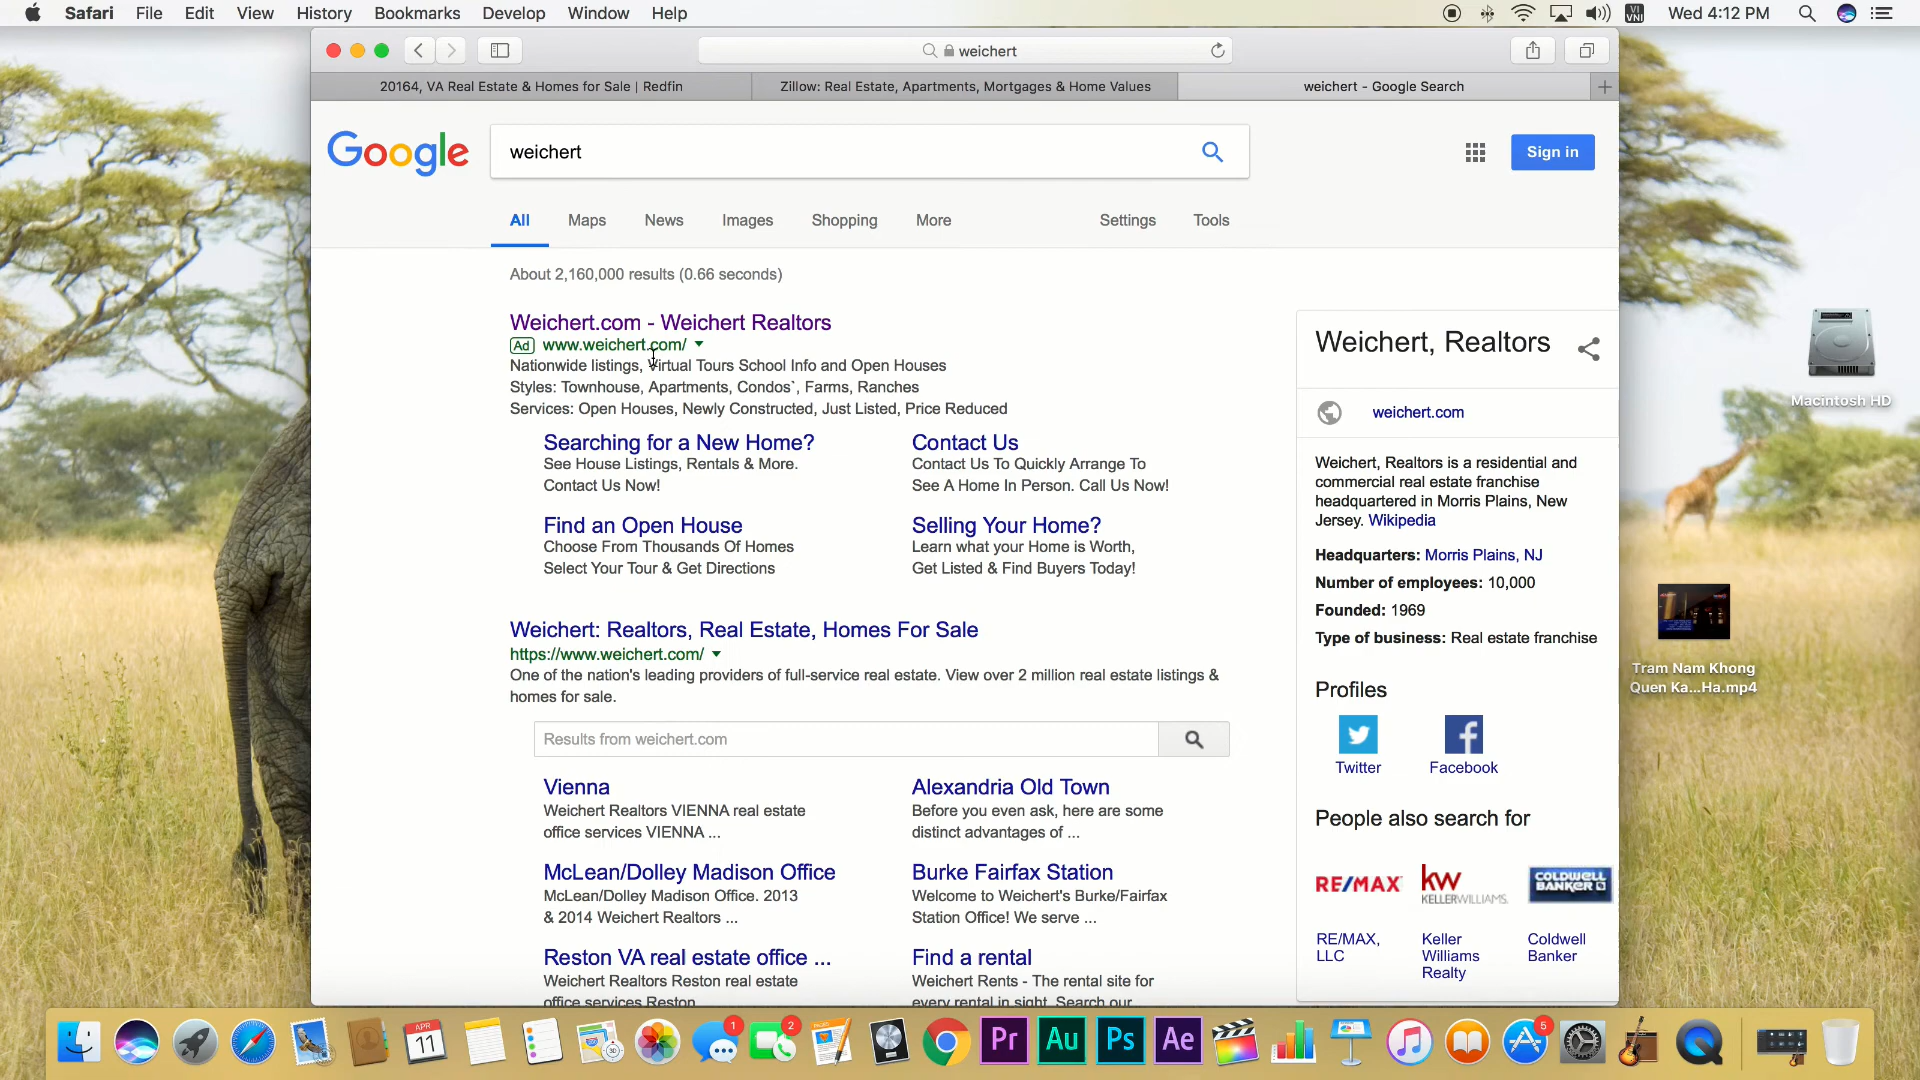 Safari File Edit View History Bookmarks Develop Window Help
VI VNI Wed 4:12 PM
weichert
20164, VA Real Estate & Homes for Sale | Redfin
Zillow: Real Estate, Apartments, Mortgages & Home Values
weichert - Google Search
Google
weichert
Sign in
All Maps News Images Shopping More Settings Tools
About 2,160,000 results (0.66 seconds)
Weichert.com - Weichert Realtors
Ad www.weichert.com/
Nationwide listings, Virtual Tours School Info and Open Houses
Styles: Townhouse, Apartments, Condos`, Farms, Ranches
Services: Open Houses, Newly Constructed, Just Listed, Price Reduced
Searching for a New Home?
See House Listings, Rentals & More.
Contact Us Now!
Contact Us
Contact Us To Quickly Arrange To
See A Home In Person. Call Us Now!
Find an Open House
Choose From Thousands Of Homes
Select Your Tour & Get Directions
Selling Your Home?
Learn what your Home is Worth,
Get Listed & Find Buyers Today!
Weichert: Realtors, Real Estate, Homes For Sale
https://www.weichert.com/
One of the nation's leading providers of full-service real estate. View over 2 million real estate listings &
homes for sale.
Results from weichert.com
Vienna
Weichert Realtors VIENNA real estate
office services VIENNA ...
Alexandria Old Town
Before you even ask, here are some
distinct advantages of ...
McLean/Dolley Madison Office
McLean/Dolley Madison Office. 2013
& 2014 Weichert Realtors ...
Burke Fairfax Station
Welcome to Weichert's Burke/Fairfax
Station Office! We serve ...
Reston VA real estate office ...
Weichert Realtors Reston real estate
office services Reston
Find a rental
Weichert Rents - The rental site for
every rental in sight. Search our
Weichert, Realtors
weichert.com
Weichert, Realtors is a residential and
commercial real estate franchise
headquartered in Morris Plains, New
Jersey. Wikipedia
Headquarters: Morris Plains, NJ
Number of employees: 10,000
Founded: 1969
Type of business: Real estate franchise
Profiles
Twitter
Facebook
People also search for
RE/MAX
kw
KELLERWILLIAMS.
COLDWELL
BANKER
RE/MAX,
LLC
Keller
Williams
Realty
Coldwell
Banker
Macintosh HD
Tram Nam Khong
Quen Ka...Ha.mp4
APR
11
1
2
Pr
Au
Ps
Ae
5